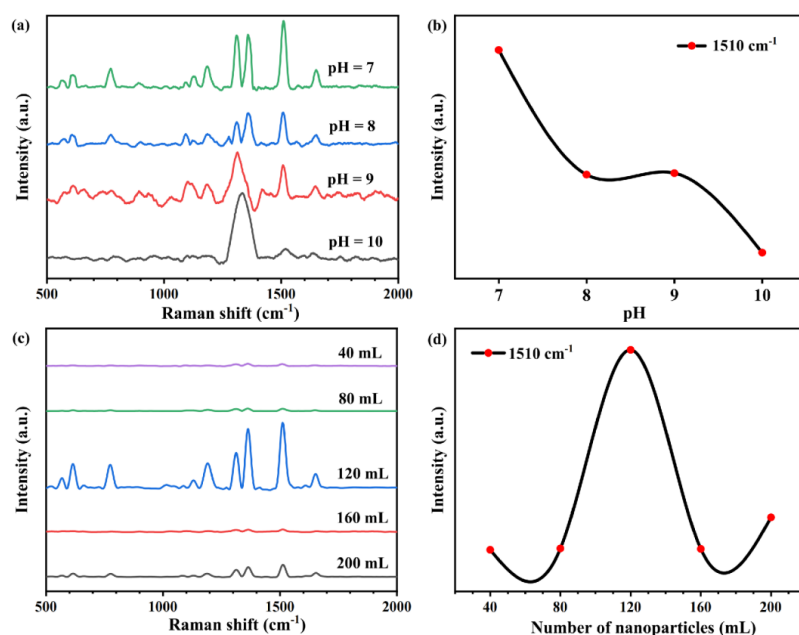 (a)
pH = 7
pH = 8
pH = 9
pH = 10
Intensity (a.u.)
500 1000 1500 2000
Raman shift (cm⁻¹)
(b)
1510 cm⁻¹
Intensity (a.u.)
7 8 9 10
pH
(c)
40 mL
80 mL
120 mL
160 mL
200 mL
Intensity (a.u.)
500 1000 1500 2000
Raman shift (cm⁻¹)
(d)
1510 cm⁻¹
Intensity (a.u.)
40 80 120 160 200
Number of nanoparticles (mL)